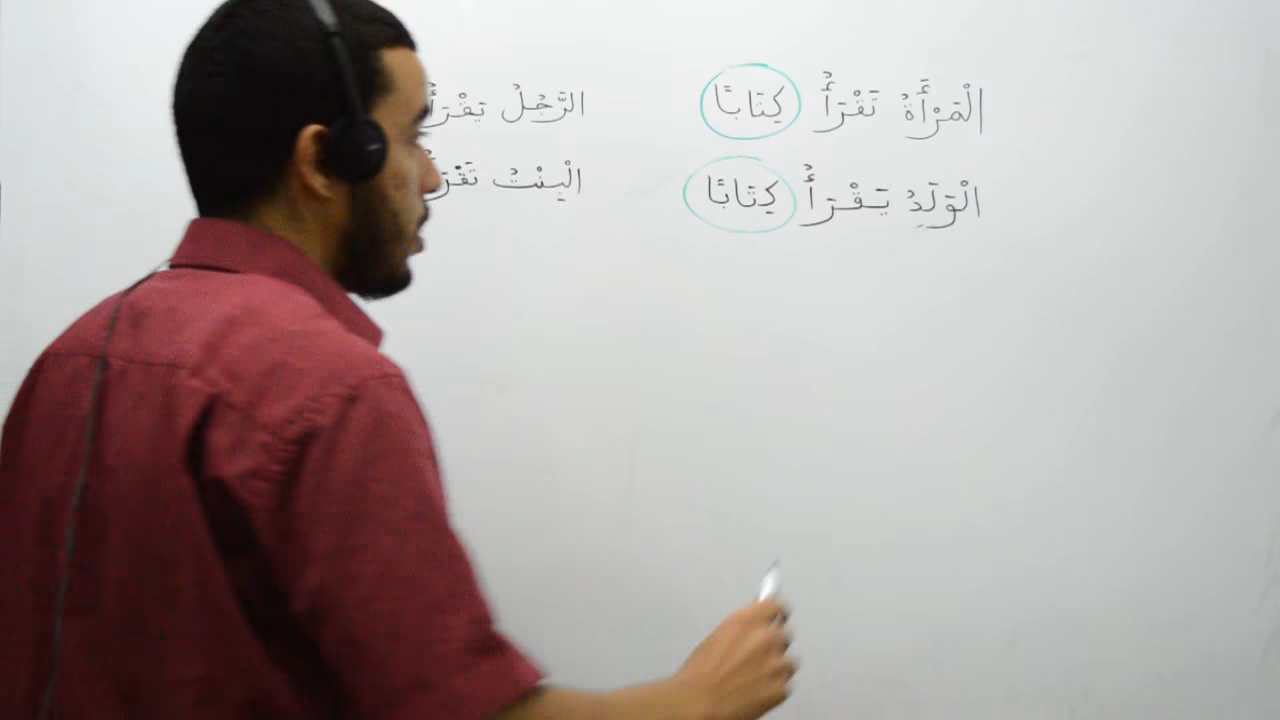 الْمَرْأَةُ تَقْرَأُ كِتَابًا
الْوَلَدُ يَقْرَأُ كِتَابًا
الرَّجُلُ يَقْرَأُ
الْبِنْتُ تَقْرَأُ